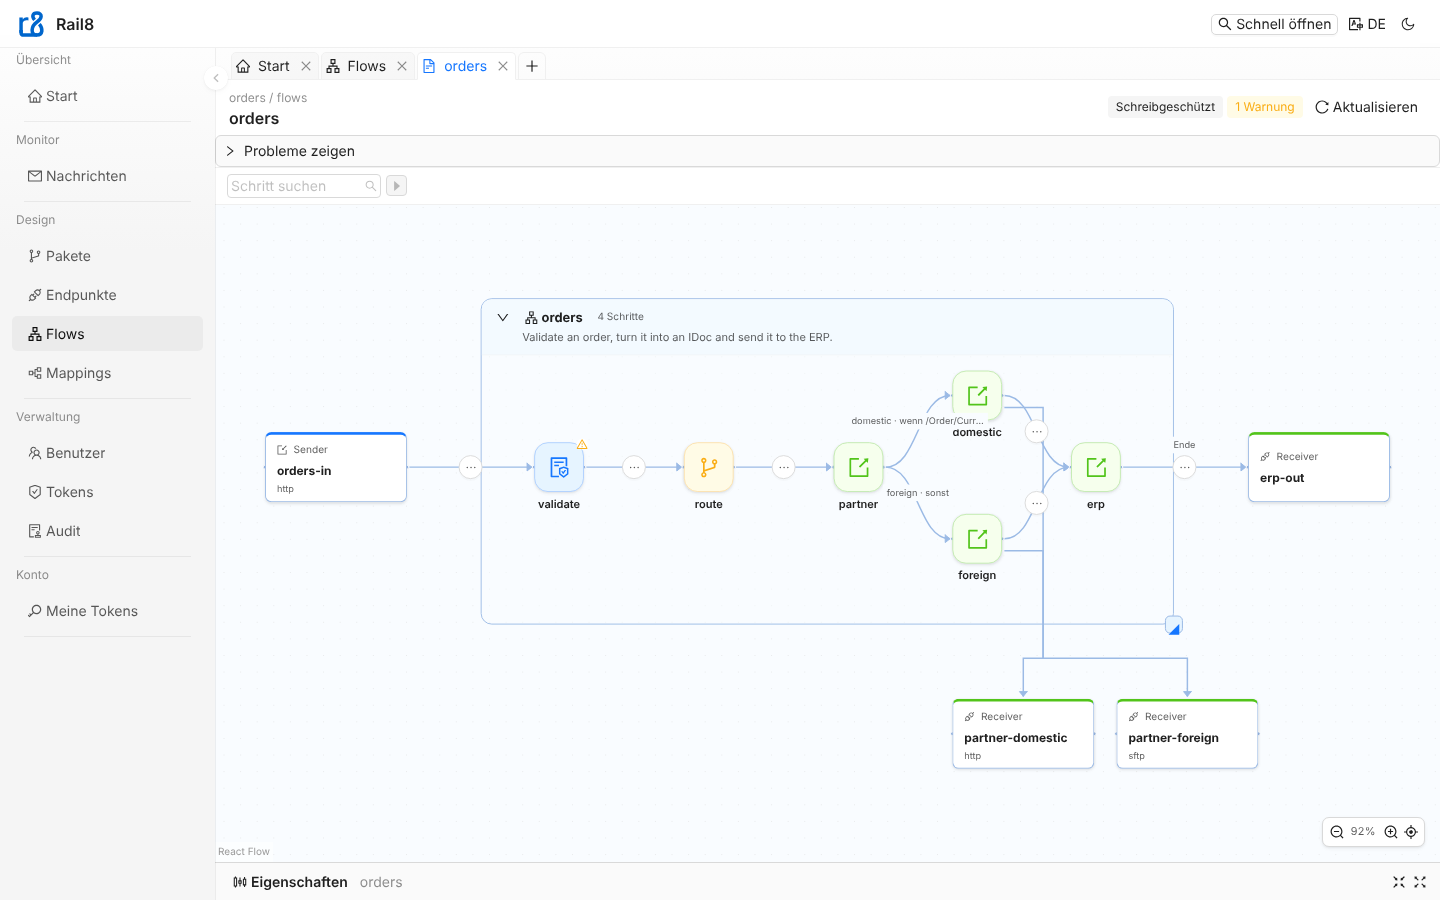 r8 Rail8
Schnell öffnen
DE
Übersicht
Start
Monitor
Nachrichten
Design
Pakete
Endpunkte
Flows
Mappings
Verwaltung
Benutzer
Tokens
Audit
Konto
Meine Tokens
Start
Flows
orders
orders / flows
orders
Schreibgeschützt
1 Warnung
Aktualisieren
Probleme zeigen
Schritt suchen
orders 4 Schritte
Validate an order, turn it into an IDoc and send it to the ERP.
domestic · wenn /Order/Curr...
domestic
Sender
orders-in
http
validate
route
partner
foreign · sonst
foreign
erp
Ende
Receiver
erp-out
Receiver
partner-domestic
http
Receiver
partner-foreign
sftp
92%
React Flow
Eigenschaften orders